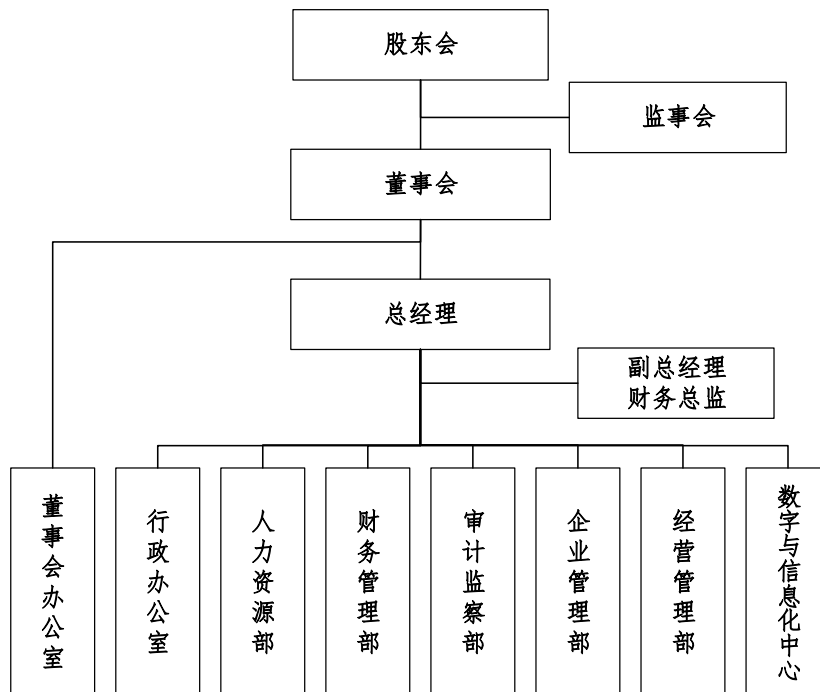 股东会
监事会
董事会
总经理
副总经理
财务总监
董事会办公室
行政办公室
人力资源部
财务管理部
审计监察部
企业管理部
经营管理部
数字与信息化中心